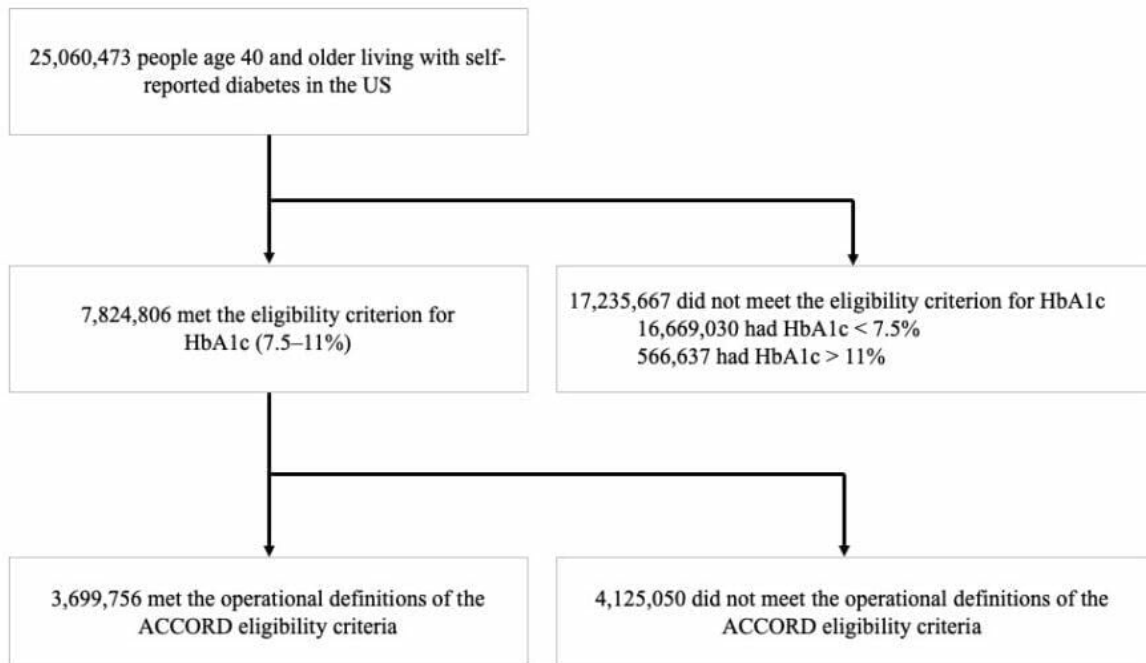 25,060,473 people age 40 and older living with self-
reported diabetes in the US
7,824,806 met the eligibility criterion for
HbA1c (7.5–11%)
17,235,667 did not meet the eligibility criterion for HbA1c
16,669,030 had HbA1c < 7.5%
566,637 had HbA1c > 11%
3,699,756 met the operational definitions of the
ACCORD eligibility criteria
4,125,050 did not meet the operational definitions of the
ACCORD eligibility criteria